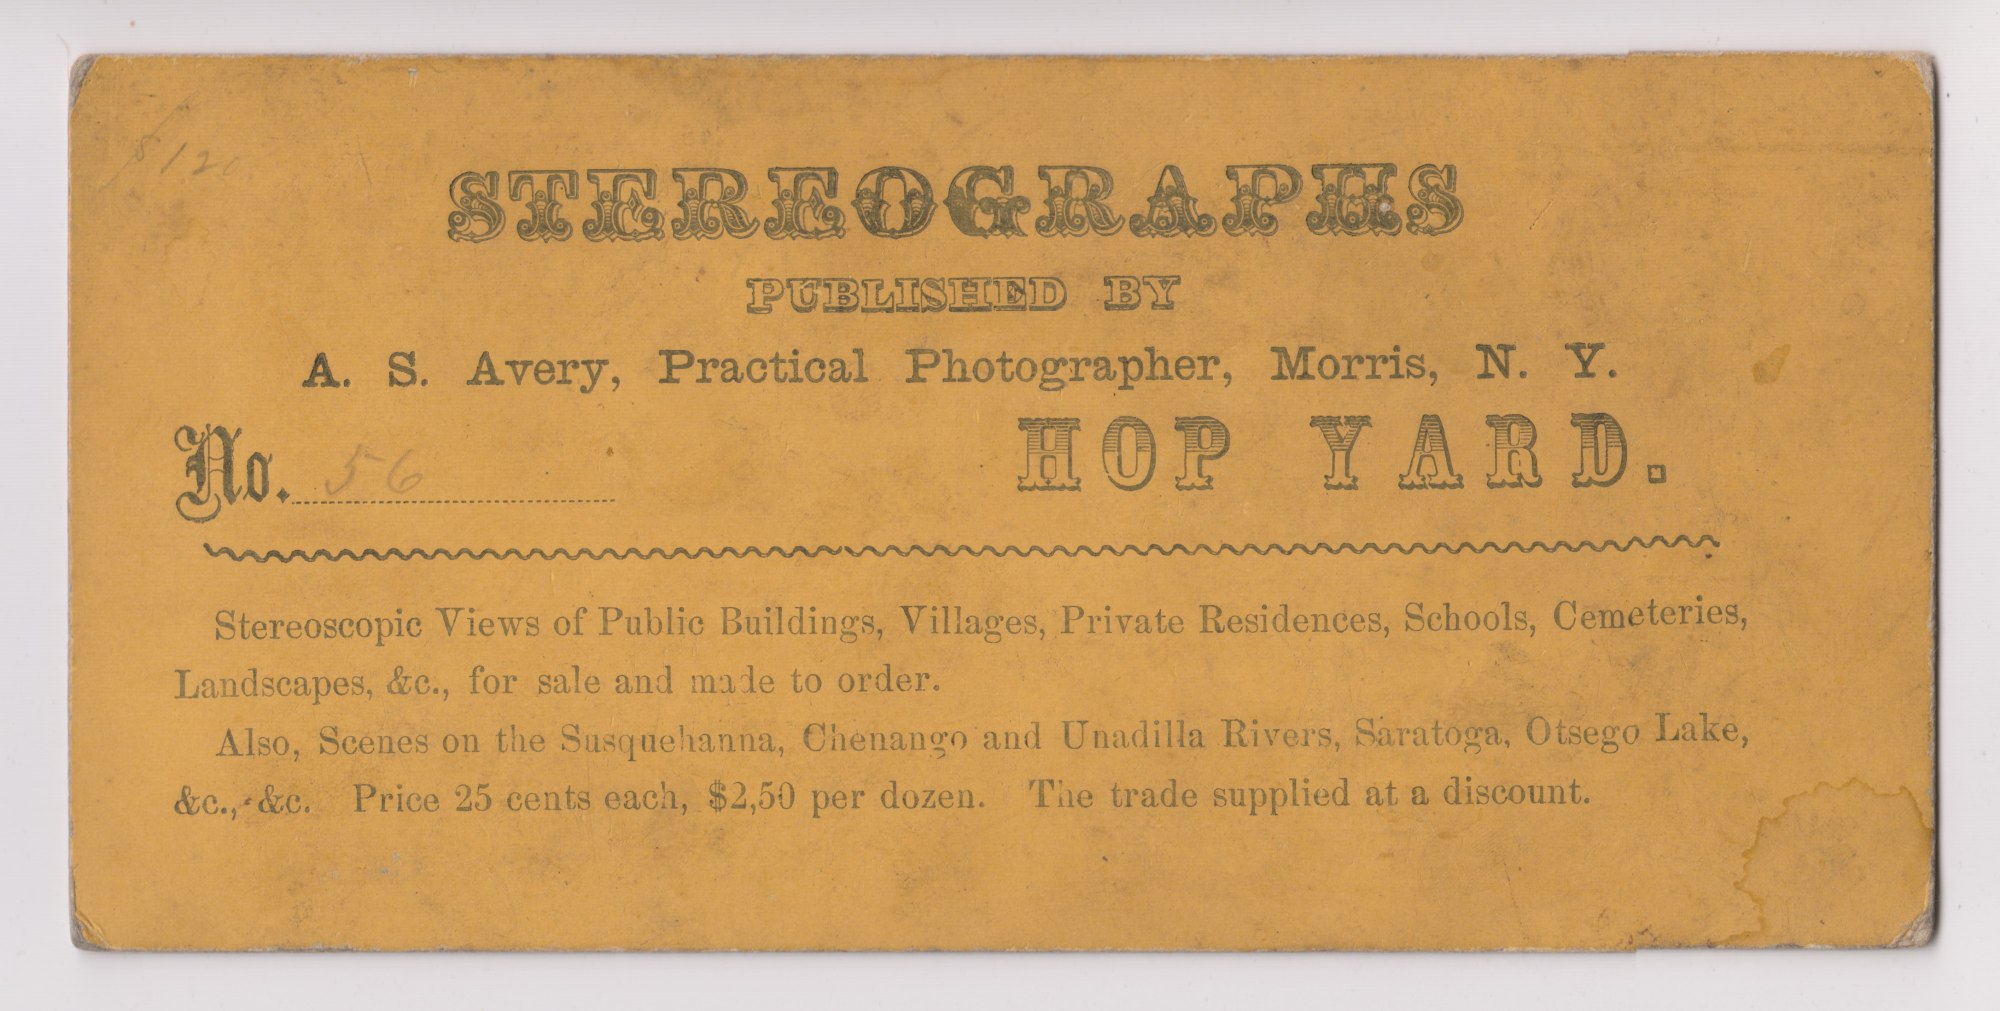 STEREOGRAPHS
PUBLISHED BY
A. S. Avery, Practical Photographer, Morris, N. Y.
No. 56 HOP YARD.
Stereoscopic Views of Public Buildings, Villages, Private Residences, Schools, Cemeteries,
Landscapes, &c., for sale and made to order.
Also, Scenes on the Susquehanna, Chenango and Unadilla Rivers, Saratoga, Otsego Lake,
&c., &c. Price 25 cents each, $2,50 per dozen. The trade supplied at a discount.